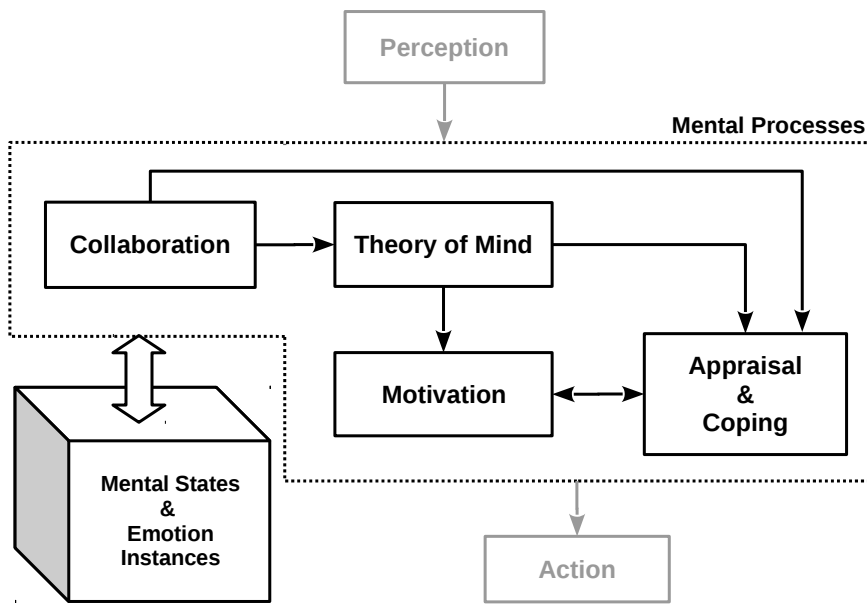 Perception
Mental Processes
Collaboration
Theory of Mind
Motivation
Appraisal
&
Coping
Mental States
&
Emotion
Instances
Action